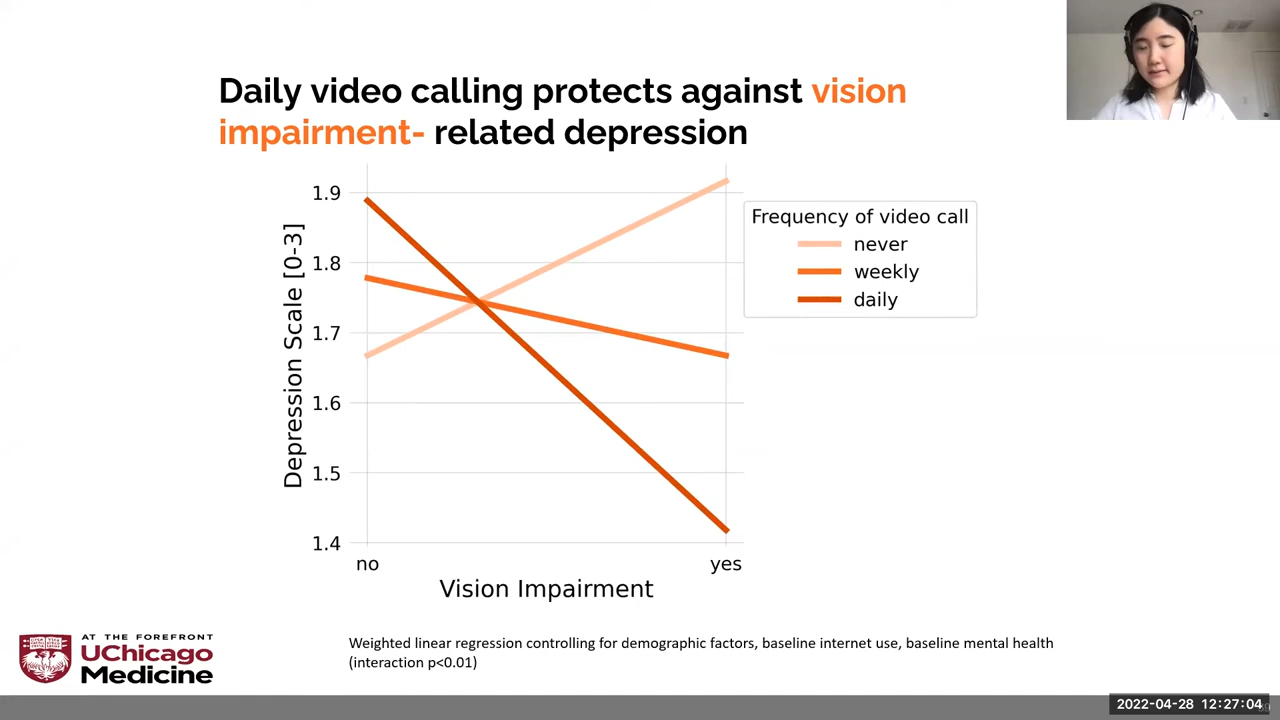 Daily video calling protects against vision
impairment- related depression
1.9
1.8
1.7
1.6
1.5
1.4
Depression Scale [0-3]
no
yes
Vision Impairment
Frequency of video call
never
weekly
daily
Weighted linear regression controlling for demographic factors, baseline internet use, baseline mental health
(interaction p<0.01)
AT THE FOREFRONT
UChicago
Medicine
2022-04-28 12:27:04